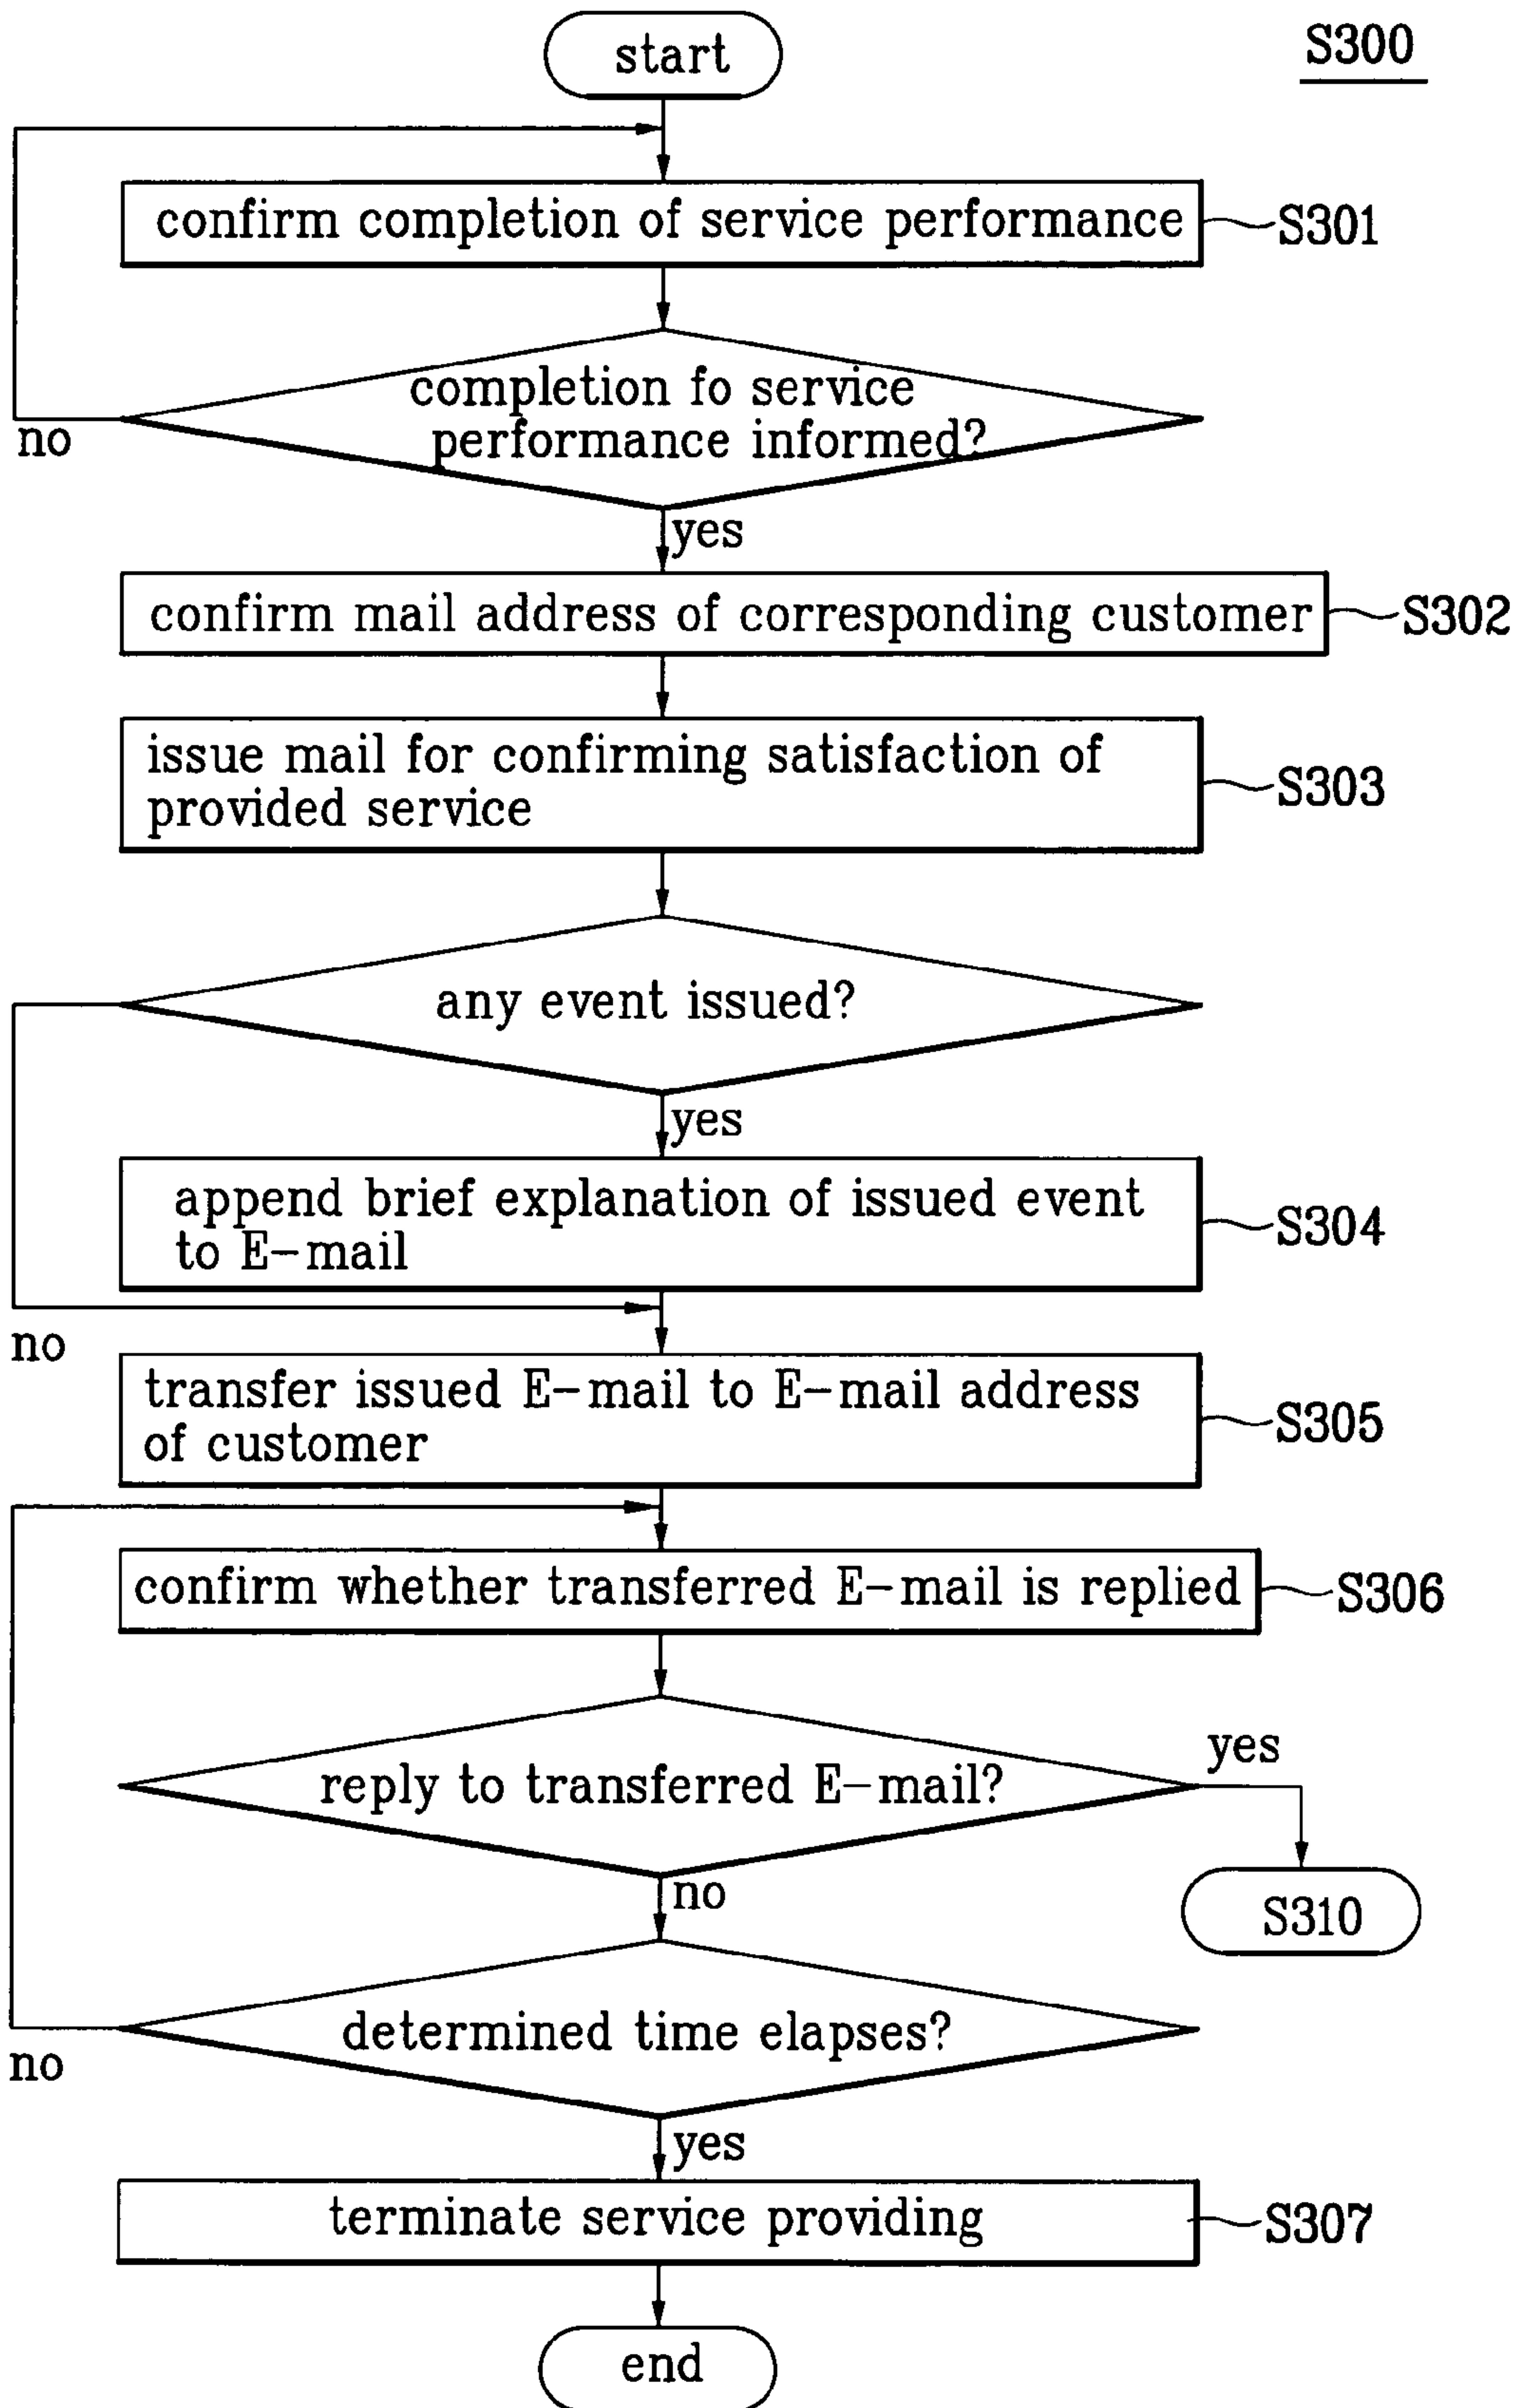 start
S300
confirm completion of service performance
S301
completion fo service
performance informed?
no
yes
confirm mail address of corresponding customer
S302
issue mail for confirming satisfaction of
provided service
S303
any event issued?
yes
append brief explanation of issued event
to E-mail
S304
no
transfer issued E-mail to E-mail address
of customer
S305
confirm whether transferred E-mail is replied
S306
reply to transferred E-mail?
yes
S310
no
determined time elapses?
no
yes
terminate service providing
S307
end